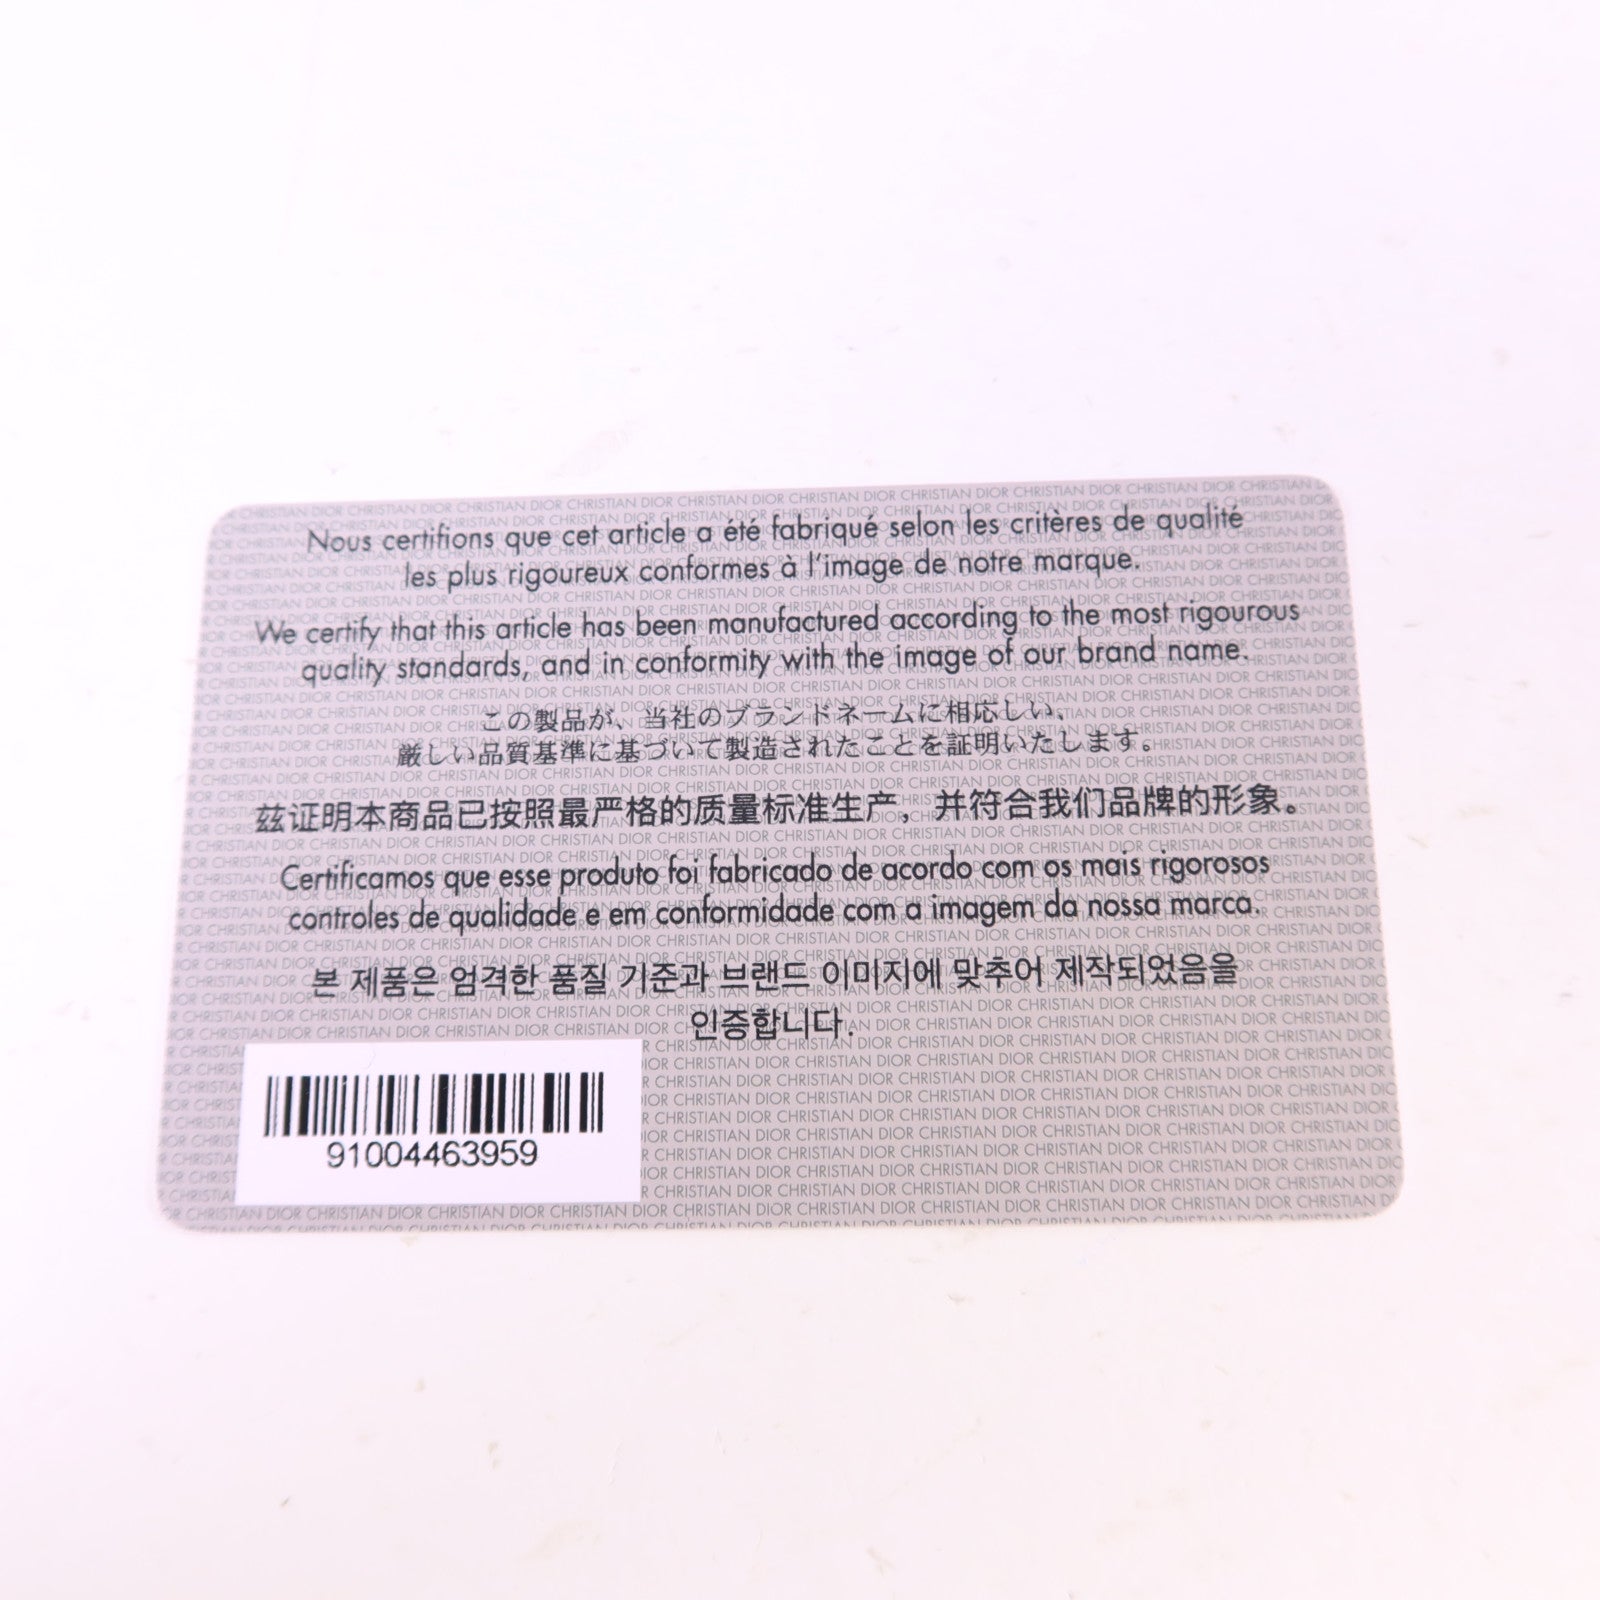 Nous certifions que cet article a été fabriqué selon les critères de qualité
les plus rigoureux conformes à l'image de notre marque.
We certify that this article has been manufactured according to the most rigourous
quality standards, and in conformity with the image of our brand name.
この製品が、当社のブランドネームに相応しい、
厳しい品質基準に基づいて製造されたことを証明いたします。
兹证明本商品已按照最严格的质量标准生产，并符合我们品牌的形象。
Certificamos que esse produto foi fabricado de acordo com os mais rigorosos
controles de qualidade e em conformidade com a imagem da nossa marca.
본 제품은 엄격한 품질 기준과 브랜드 이미지에 맞추어 제작되었음을
인증합니다.
91004463959